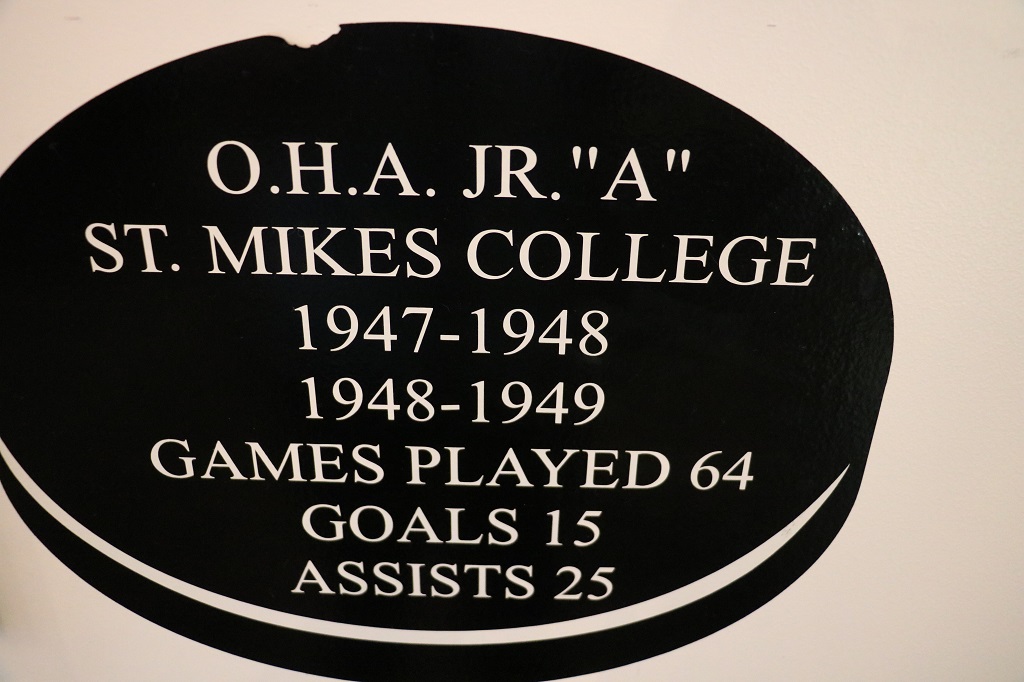 O.H.A. JR."A"
ST. MIKES COLLEGE
1947-1948
1948-1949
GAMES PLAYED 64
GOALS 15
ASSISTS 25